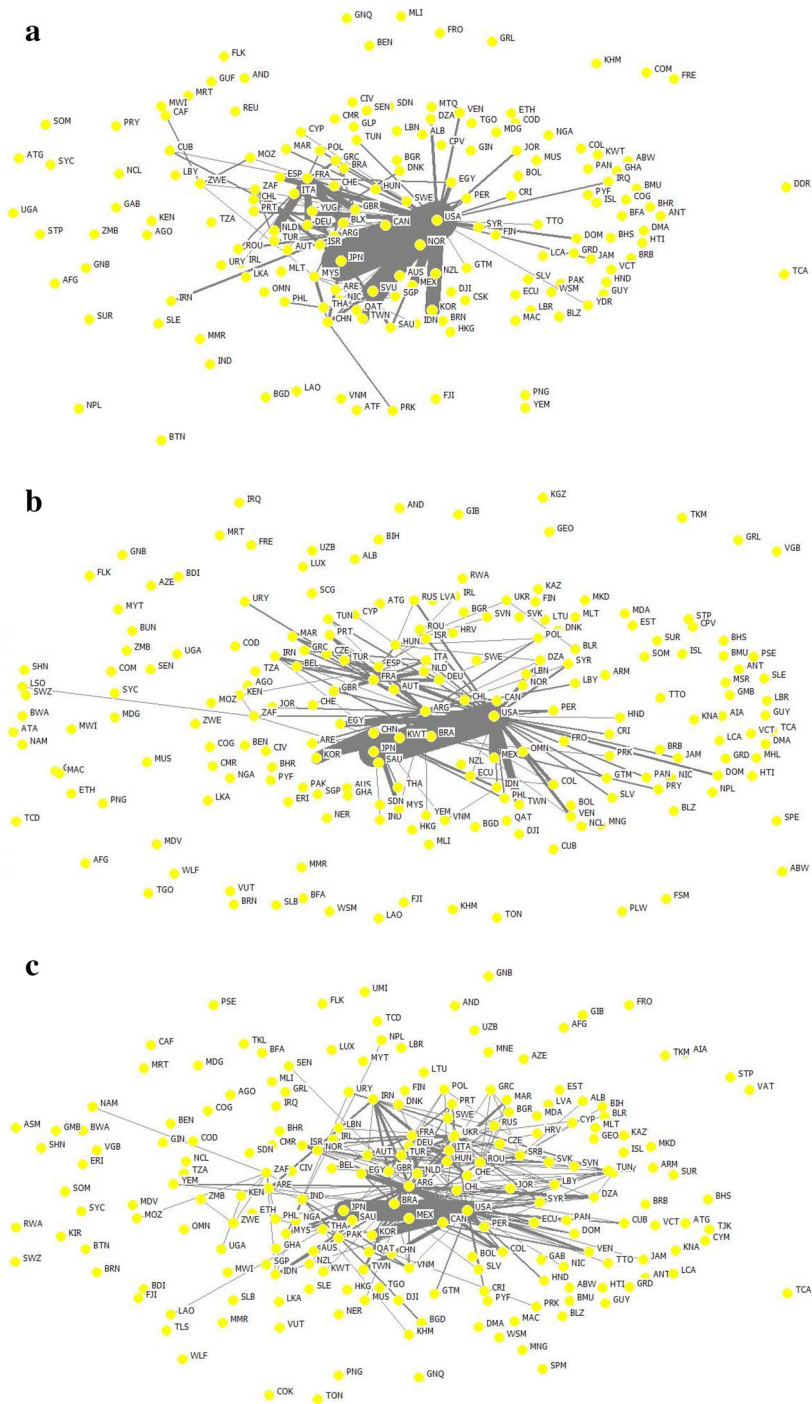 a
GNQ MLI
BEN FRO GRL
FLK KHM
GUF AND COM FRE
MRT
MWI CAF REU
SOM PRY CIV SEN SDN MTQ VEN ETH
CMR DZA COD
CYP GLP LBN ALB TGO MDG NGA
TUN CPV
CUB MAR POL GIN JOR COL KWT ABW
MOZ GRC BGR MUS PAN GHA
ATG SYC BRA DNK BOL IRQ
NCL LBY ESP FRA PYF BMU
ZWE ITA CHE HUN EGY ISL COG BHR
ZAF SWE PER CRI BFA ANT DDR
CHL
UGA GAB PRT YUG GBR DMA
KEN TZA DEU BLX CAN USA TTO HTI
STP ZMB AGO NLD ARG SYR FIN DOM BHS
TUR ISR NOR GRD BRB
ROU AUT LCA JAM
GNB URY IRL JPN VCT
LKA MLT MYS AUS NZL GTM HND TCA
AFG SVU MEX SLV PAK GUY
OMN ARE SGP DJI ECU WSM YDR
IRN NIC CSK LBR
SUR PHL THA QAT KOR BLZ
SLE CHN TWN IDN BRN MAC
SAU HKG
MMR
IND
BGD LAO VNM FJI PNG
NPL ATF PRK YEM
BTN
b
IRQ AND GIB KGZ
MRT GEO TKM
FRE UZB BIH GRL
GNB ALB VGB
FLK BDI LUX
AZE SCG RWA
URY ATG RUS LVA IRL UKR KAZ MKD
MYT CYP FIN
BUN TUN BGR SVN SVK LTU MLT MDA STP
MAR PRT ROU HRV DNK EST CPV
ZMB UGA COD GRC HUN ISR POL BLR SUR BHS
SHN COM SEN IRN CZE SWE SOM ISL BMU PSE
TZA BEL TUR ESP ITA NLD DZA SYR ANT
LSO SYC AGO FRA DEU LBN MSR SLE
SWZ MOZ KEN GBR AUT NOR LBY ARM GMB
JOR CHE CHL CAN TTO LBR
BWA MDG ZAF ARG USA PER HND KNA AIA GUY
ATA MWI ZWE EGY CRI VCT TCA
NAM CHN KWT BRA LCA DMA
MUS COG BEN CIV ARE JPN MEX OMN FRO BRB
MAC KOR SAU PRK JAM GRD MHL
CMR BHR NZL PAN NIC DOM HTI
ETH NGA PYF ECU GTM PRY NPL
PNG PAK AUS THA IDN COL SLV
LKA ERI SGP GHA PHL BLZ
SDN MYS TWN BOL
TCD NER IND YEM VNM QAT VEN SPE
HKG BGD NCL MNG
MDV MLI DJI CUB
AFG MMR ABW
WLF
TGO VUT BFA FJI FSM
BRN SLB WSM KHM PLW
LAO TON
c
GNB
UMI
PSE FLK AND GIB FRO
TCD UZB AFG
CAF TKL NPL MNE
MRT BFA LUX LBR AZE TKM AIA
MDG SEN MYT STP
MLI LTU VAT
AGO GRL URY IRN FIN POL GRC EST ALB
NAM COG IRQ DNK PRT MAR LVA BIH
ASM GMB BWA BEN LBN SWE BGR MDA CYP BLR
SHN GIN COD BHR IRL FRA UKR RUS HRV MLT KAZ
VGB CMR ISR NOR DEU ITA CZE GEO ISL MKD
ERI NCL SDN AUT TUR HUN ROU SRB SVK SVN TUN
TZA ZAF CIV BEL EGY GBR NLD CHE ARM SUR
SOM YEM ARE ARG CHL JOR LBY
MDV ZMB KEN IND BRA SYR DZA BRB BHS
SYC MOZ ETH PHL NGA JPN USA ECU PAN CUB VCT ATG
RWA KIR ZWE SAU MEX CAN PER DOM TJK
OMN MYS THA KOR CYM
SWZ BTN UGA GHA AUS PAK QAT CHN BOL COL VEN JAM KNA
BRN MWI SGP IDN NZL TWN VNM SLV GAB NIC TTO ANT LCA
BDI KWT CRI HND ABW HTI GRD
FJI SLB LKA SLE HKG TGO GTM PYF BMU GUY TCA
LAO MUS DJI PRK BLZ
TLS MMR VUT NER BGD MAC
KHM DMA WSM
WLF MNG
PNG GNQ SPM
COK TON